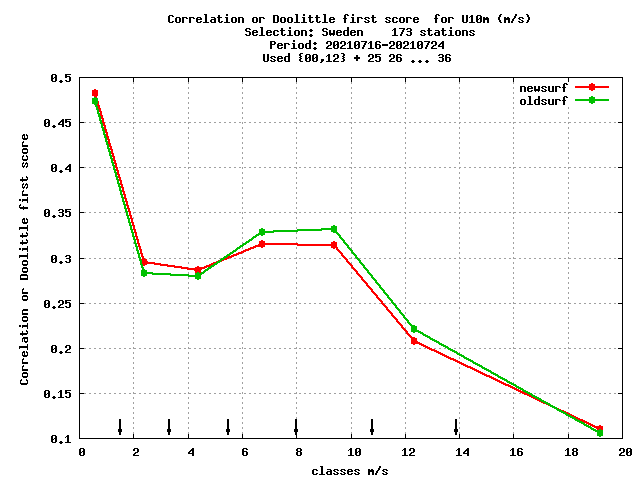 Correlation or Doolittle first score  for U10m (m/s)
Selection: Sweden    173 stations
Period: 20210716-20210724
Used {00,12} + 25 26 ... 36
newsurf
oldsurf
Correlation or Doolittle first score
0.5
0.45
0.4
0.35
0.3
0.25
0.2
0.15
0.1
0 2 4 6 8 10 12 14 16 18 20
classes m/s